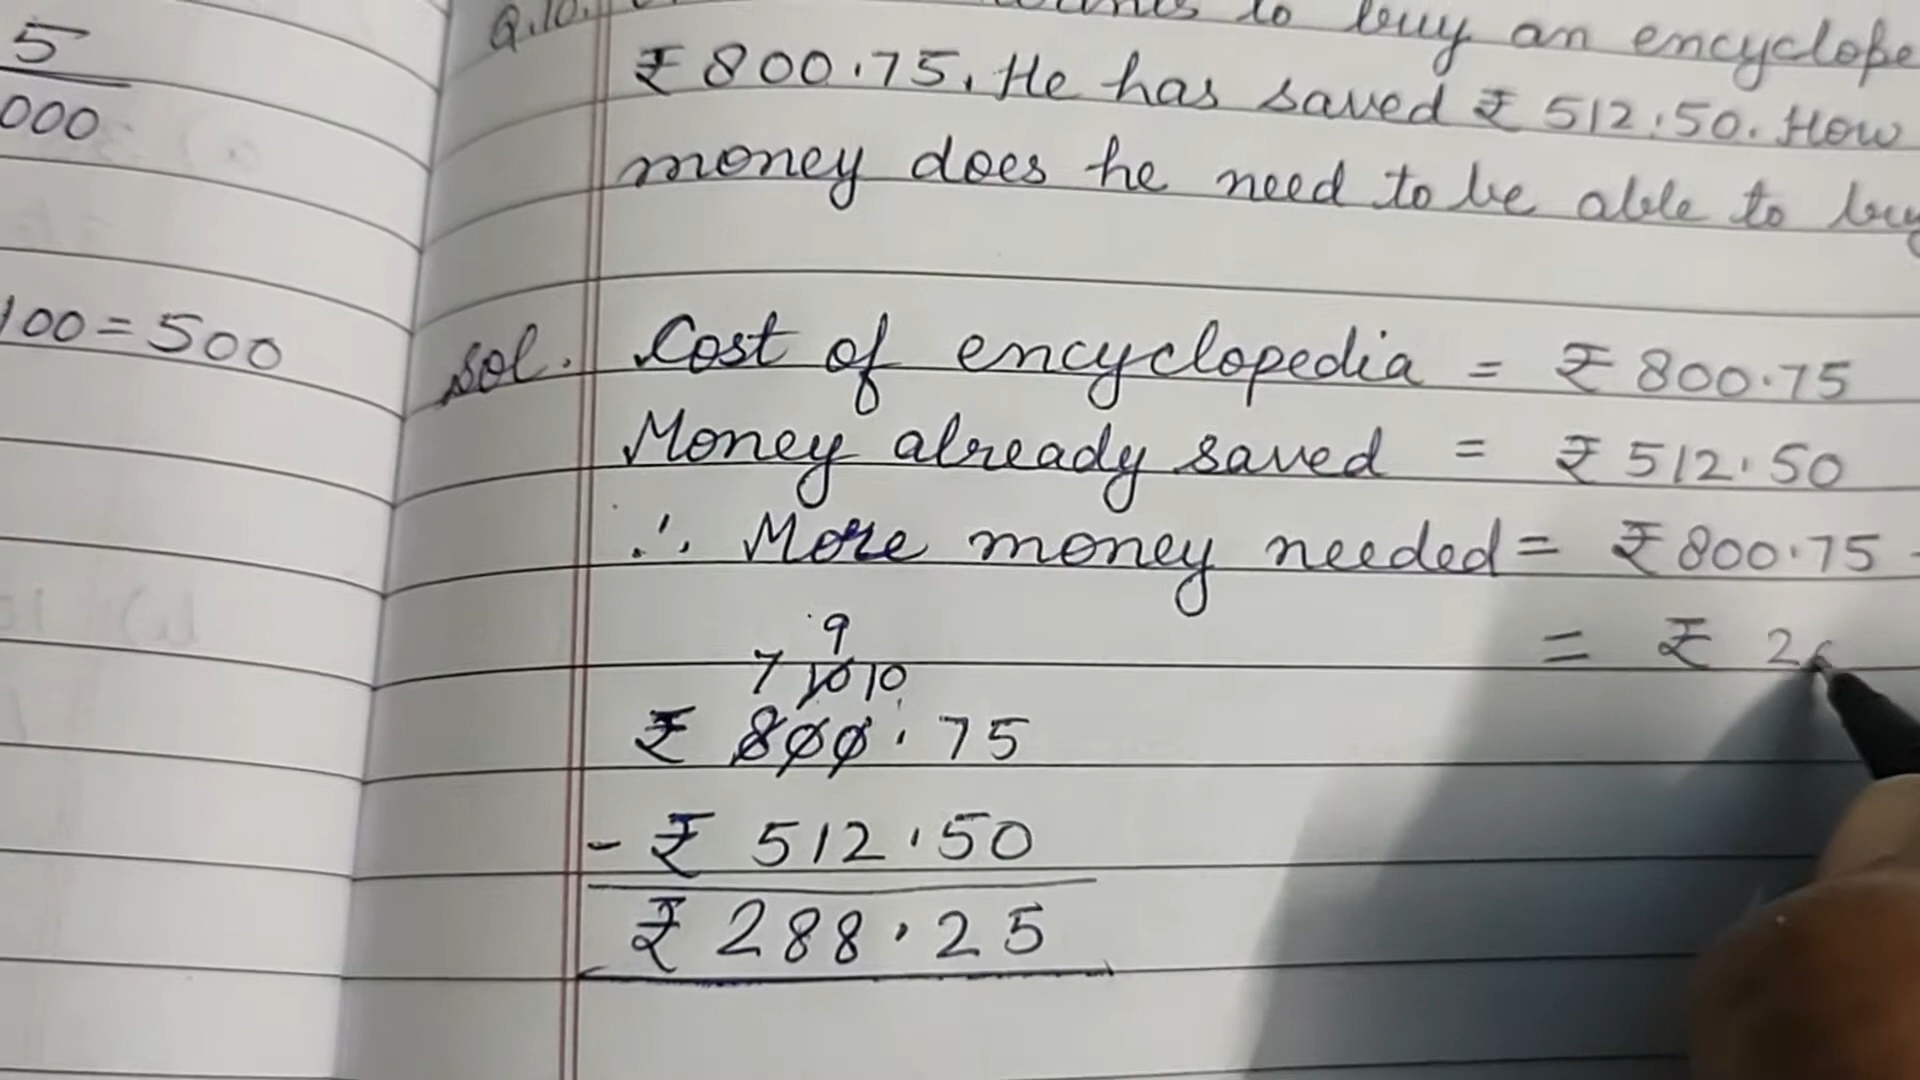 5
000
100 = 500
Q.10. to buy an encyclope
₹ 800.75. He has saved ₹ 512.50. How
money does he need to be able to buy
Sol. Cost of encyclopedia = ₹ 800.75
Money already saved = ₹ 512.50
∴ More money needed = ₹ 800.75 -
= ₹ 2
9
7 10 10
₹ 800.75
- ₹ 512.50
₹ 288.25